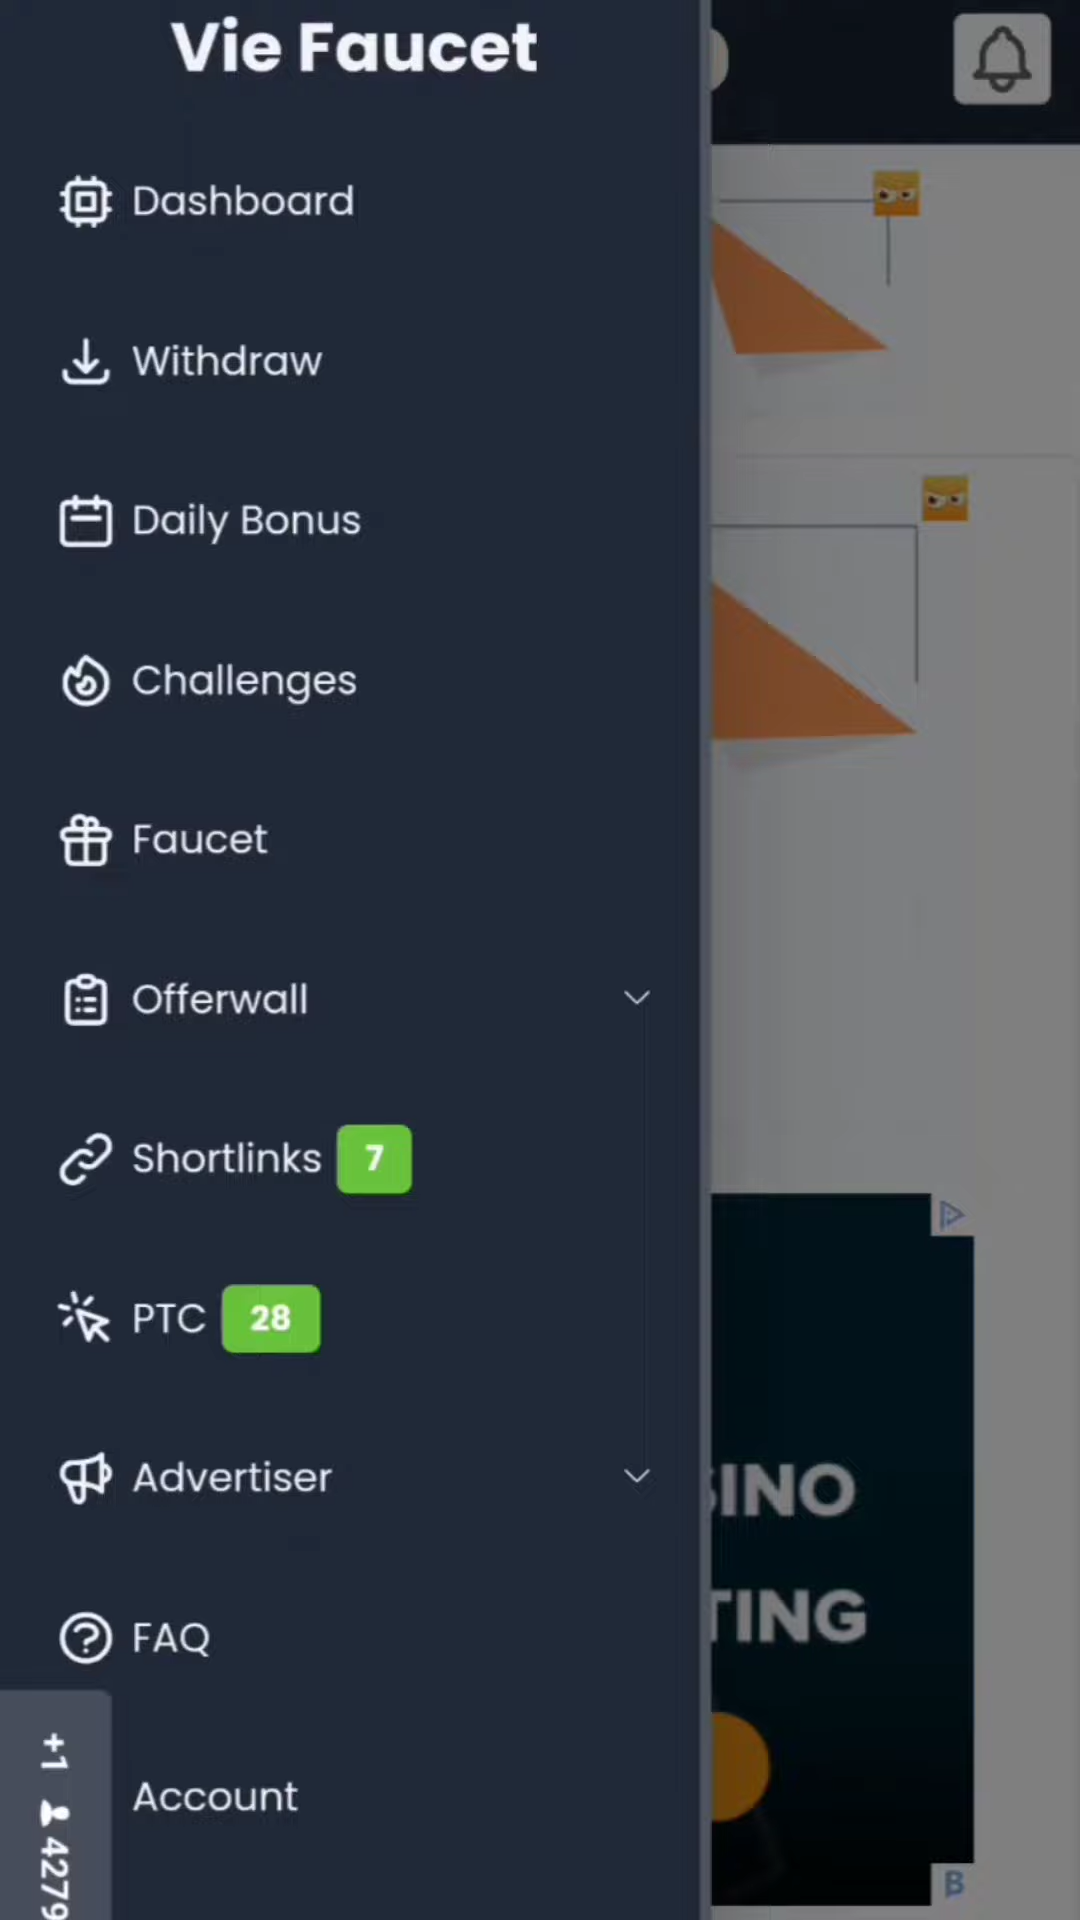 Vie Faucet
Dashboard
Withdraw
Daily Bonus
Challenges
Faucet
Offerwall
Shortlinks 7
PTC 28
Advertiser
INO
TING
FAQ
+1 4279
Account
B